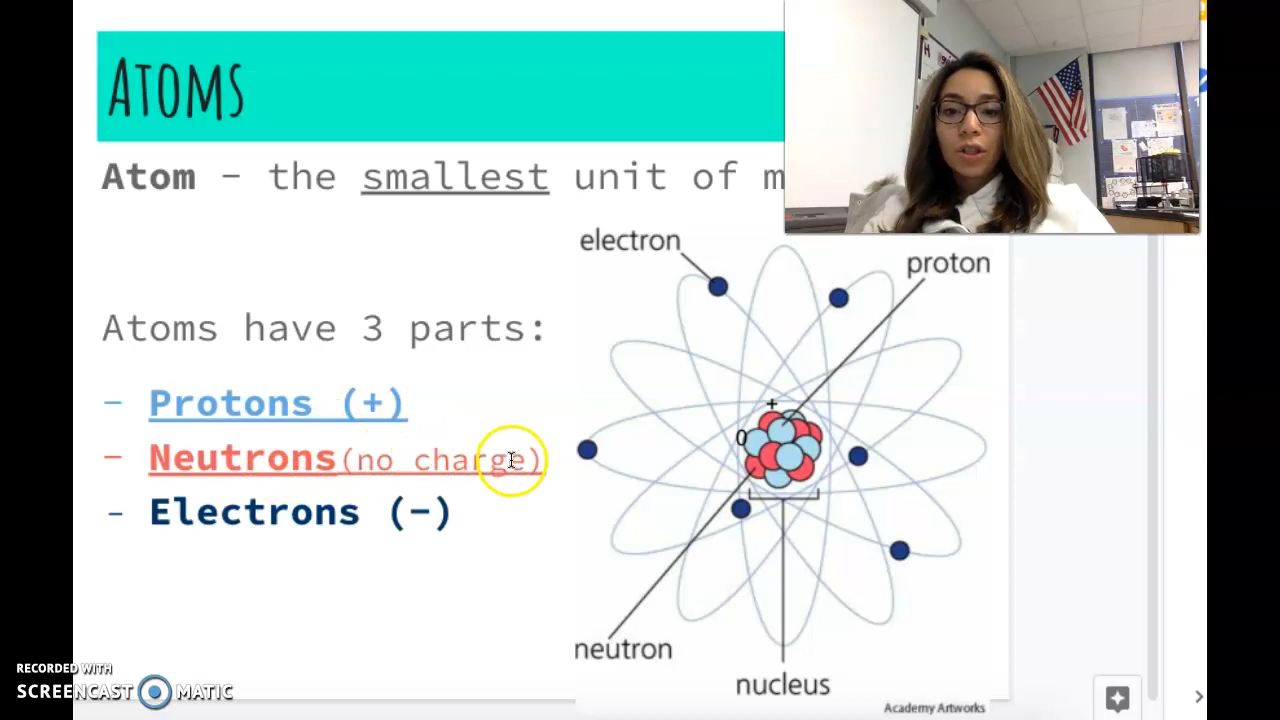 ATOMS
Atom - the smallest unit of m
electron
proton
Atoms have 3 parts:
- Protons (+)
+
0
- Neutrons(no charge)
- Electrons (-)
neutron
nucleus
Academy Artworks
RECORDED WITH
SCREENCAST MATIC